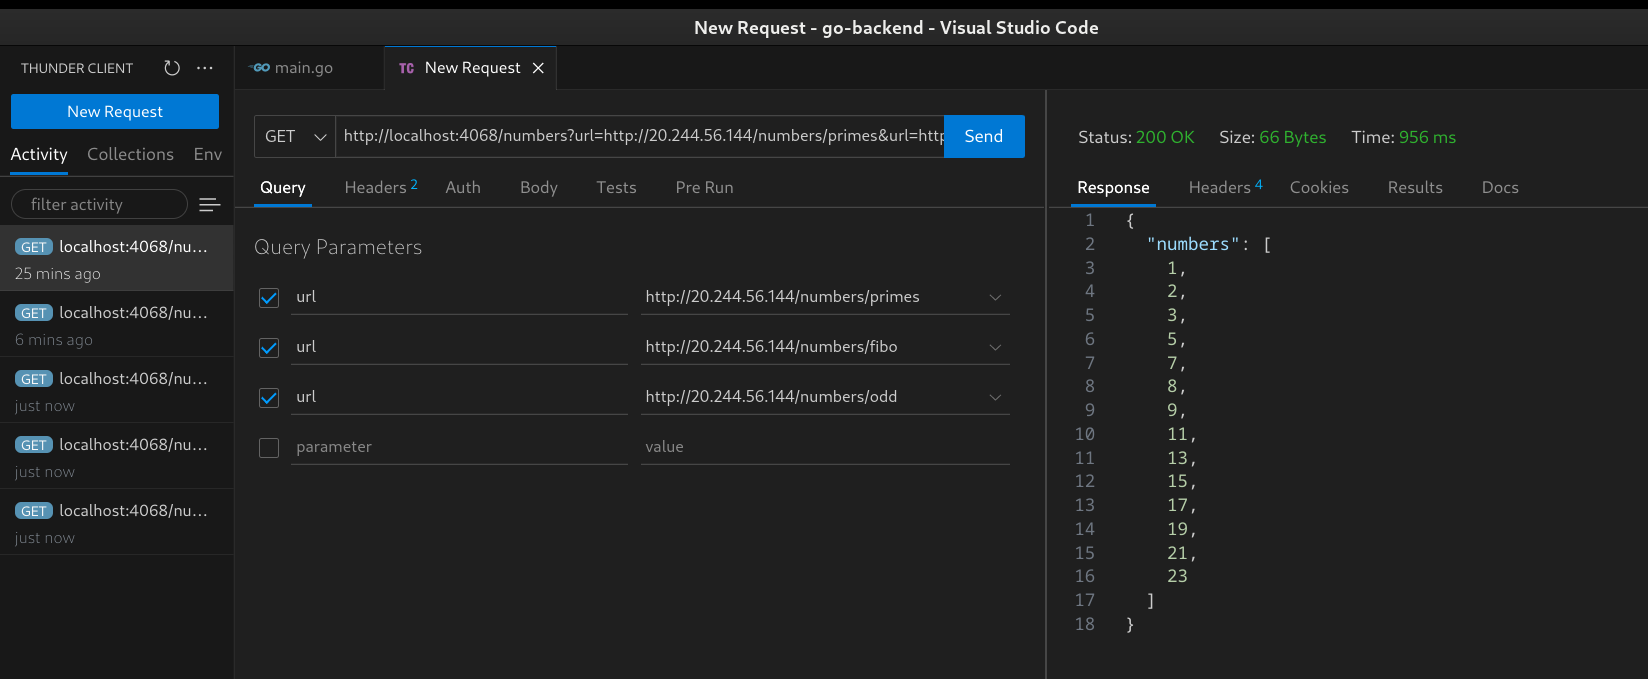 New Request - go-backend - Visual Studio Code
THUNDER CLIENT
New Request
Activity Collections Env
filter activity
GET localhost:4068/nu...
25 mins ago
GET localhost:4068/nu...
6 mins ago
GET localhost:4068/nu...
just now
GET localhost:4068/nu...
just now
GET localhost:4068/nu...
just now
GO main.go
TC New Request
GET http://localhost:4068/numbers?url=http://20.244.56.144/numbers/primes&url=http Send
Query Headers 2 Auth Body Tests Pre Run
Query Parameters
url http://20.244.56.144/numbers/primes
url http://20.244.56.144/numbers/fibo
url http://20.244.56.144/numbers/odd
parameter value
Status: 200 OK Size: 66 Bytes Time: 956 ms
Response Headers 4 Cookies Results Docs
1 {
2 "numbers": [
3 1,
4 2,
5 3,
6 5,
7 7,
8 8,
9 9,
10 11,
11 13,
12 15,
13 17,
14 19,
15 21,
16 23
17 ]
18 }